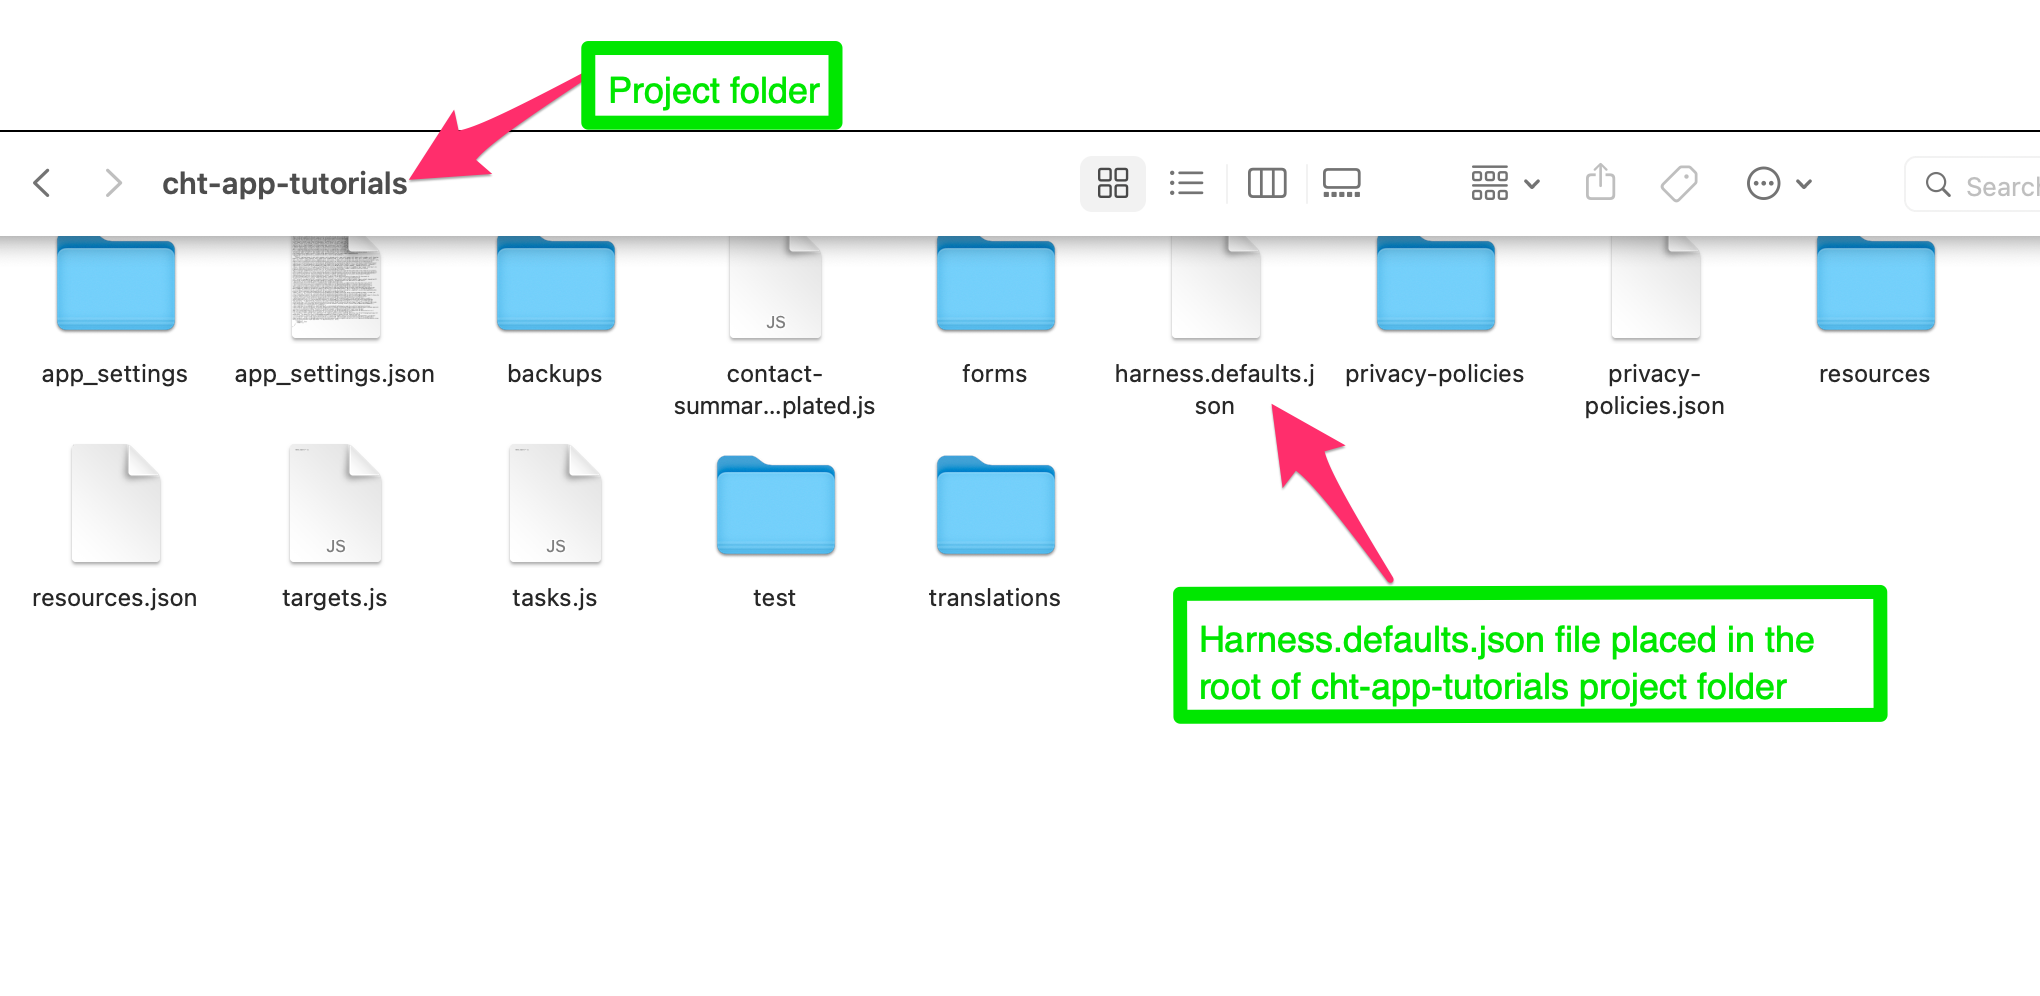 Project folder
cht-app-tutorials
Search
JS
app_settings
app_settings.json
backups
contact-
summar...plated.js
forms
harness.defaults.j
son
privacy-policies
privacy-
policies.json
resources
JS
JS
resources.json
targets.js
tasks.js
test
translations
Harness.defaults.json file placed in the
root of cht-app-tutorials project folder